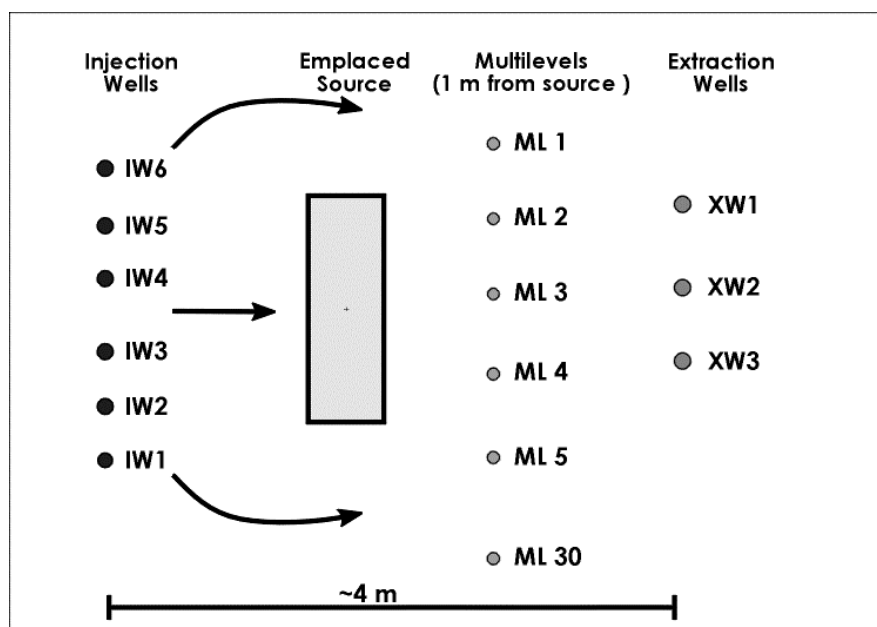 Injection
Wells
Emplaced
Source
Multilevels
(1 m from source )
Extraction
Wells
IW6
IW5
IW4
IW3
IW2
IW1
ML 1
ML 2
ML 3
ML 4
ML 5
ML 30
XW1
XW2
XW3
~4 m